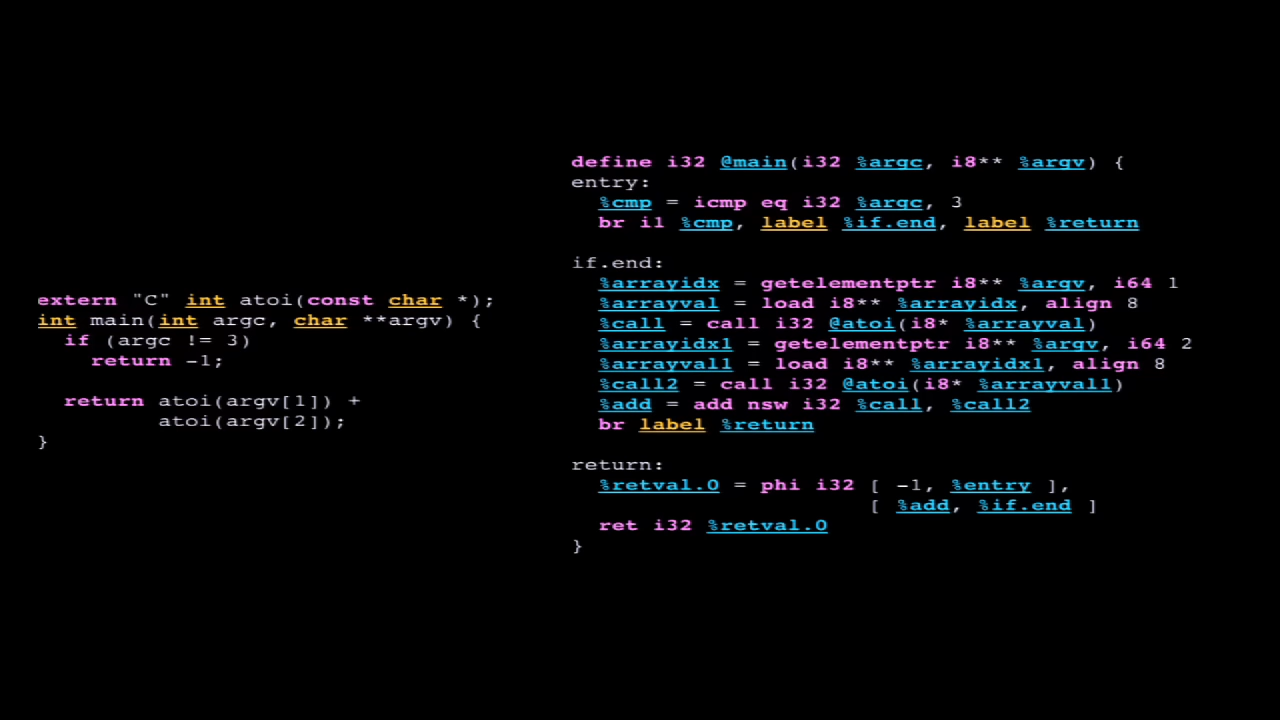 extern "C" int atoi(const char *);
int main(int argc, char **argv) {
  if (argc != 3)
    return -1;

  return atoi(argv[1]) +
         atoi(argv[2]);
}
define i32 @main(i32 %argc, i8** %argv) {
entry:
  %cmp = icmp eq i32 %argc, 3
  br i1 %cmp, label %if.end, label %return

if.end:
  %arrayidx = getelementptr i8** %argv, i64 1
  %arrayval = load i8** %arrayidx, align 8
  %call = call i32 @atoi(i8* %arrayval)
  %arrayidx1 = getelementptr i8** %argv, i64 2
  %arrayval1 = load i8** %arrayidx1, align 8
  %call2 = call i32 @atoi(i8* %arrayval1)
  %add = add nsw i32 %call, %call2
  br label %return

return:
  %retval.0 = phi i32 [ -1, %entry ],
                      [ %add, %if.end ]
  ret i32 %retval.0
}